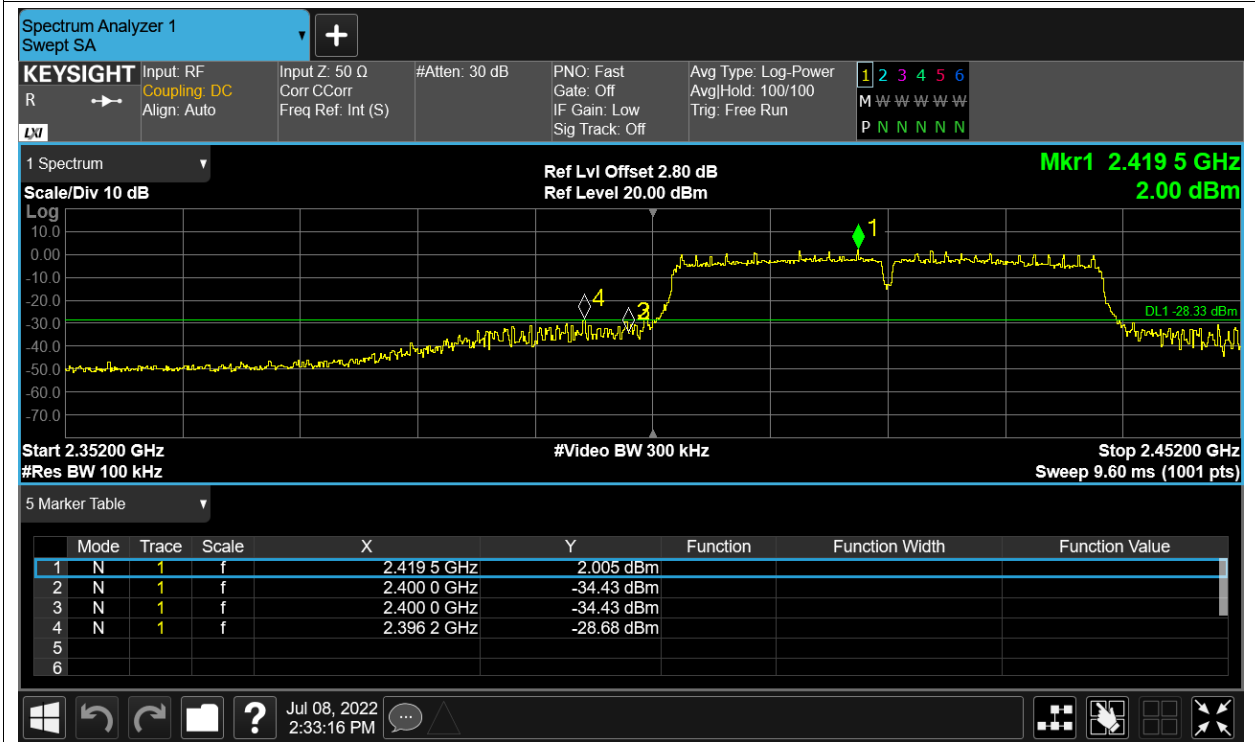 Spectrum Analyzer 1
Swept SA
+
KEYSIGHT Input: RF Input Z: 50 Ω #Atten: 30 dB PNO: Fast Avg Type: Log-Power 1 2 3 4 5 6
R Coupling: DC Corr CCorr Gate: Off Avg|Hold: 100/100 M W W W W W
Align: Auto Freq Ref: Int (S) IF Gain: Low Trig: Free Run
LXI Sig Track: Off P N N N N N N
1 Spectrum Ref Lvl Offset 2.80 dB Mkr1 2.419 5 GHz
Scale/Div 10 dB Ref Level 20.00 dBm 2.00 dBm
Log
10.0
1
0.00
-10.0
-20.0
4
3
DL1 -28.33 dBm
-30.0
-40.0
-50.0
-60.0
-70.0
Start 2.35200 GHz #Video BW 300 kHz Stop 2.45200 GHz
#Res BW 100 kHz Sweep 9.60 ms (1001 pts)
5 Marker Table
Mode Trace Scale X Y Function Function Width Function Value
1 N 1 f 2.419 5 GHz 2.005 dBm
2 N 1 f 2.400 0 GHz -34.43 dBm
3 N 1 f 2.400 0 GHz -34.43 dBm
4 N 1 f 2.396 2 GHz -28.68 dBm
5
6
? Jul 08, 2022
2:33:16 PM